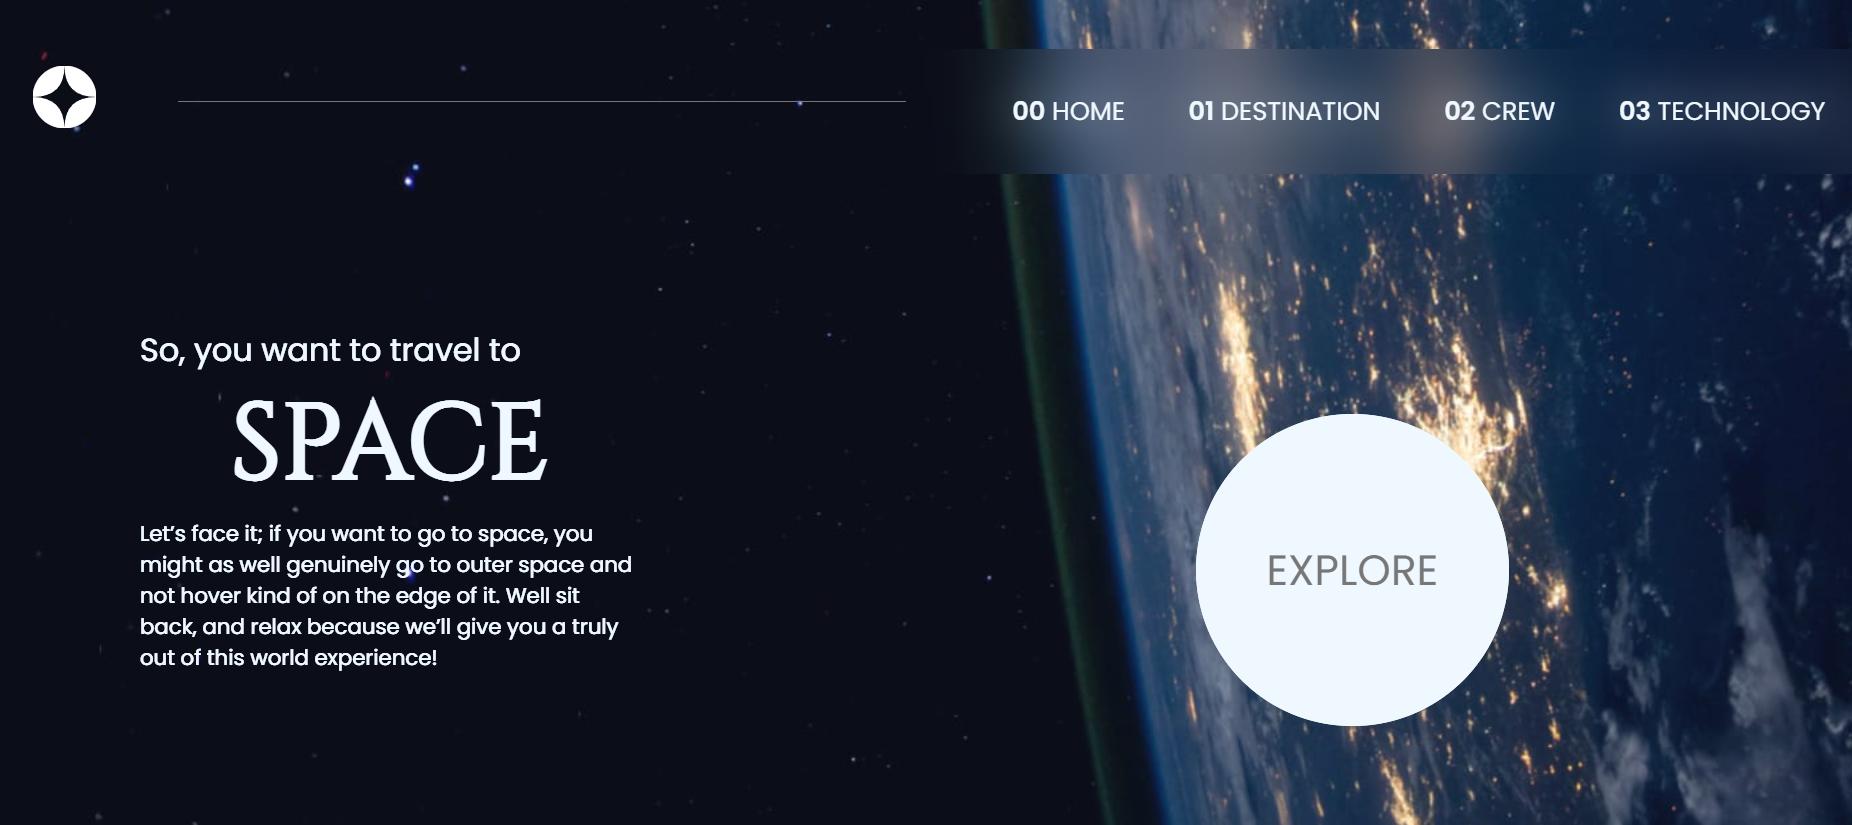 00 HOME 01 DESTINATION 02 CREW 03 TECHNOLOGY
So, you want to travel to
SPACE
Let’s face it; if you want to go to space, you
might as well genuinely go to outer space and
not hover kind of on the edge of it. Well sit
back, and relax because we’ll give you a truly
out of this world experience!
EXPLORE